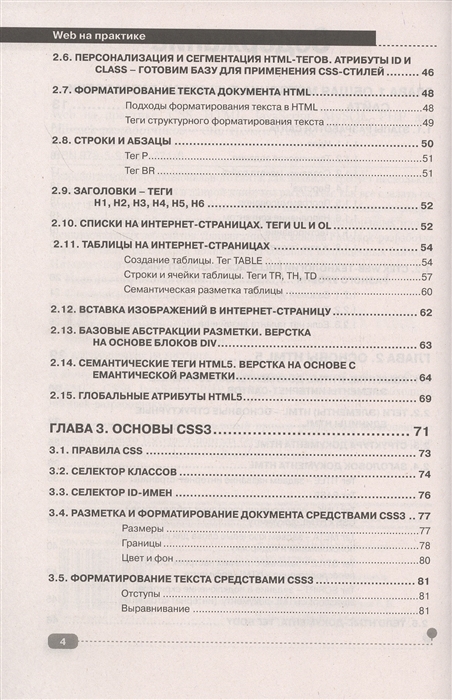 Web на практике
2.6. ПЕРСОНАЛИЗАЦИЯ И СЕГМЕНТАЦИЯ HTML-ТЕГОВ. АТРИБУТЫ ID И
CLASS – ГОТОВИМ БАЗУ ДЛЯ ПРИМЕНЕНИЯ CSS-СТИЛЕЙ 46
2.7. ФОРМАТИРОВАНИЕ ТЕКСТА ДОКУМЕНТА HTML 48
Подходы форматирования текста в HTML 48
Теги структурного форматирования текста 49
2.8. СТРОКИ И АБЗАЦЫ 50
Тег P 51
Тег BR 51
2.9. ЗАГОЛОВКИ – ТЕГИ
H1, H2, H3, H4, H5, H6 52
2.10. СПИСКИ НА ИНТЕРНЕТ-СТРАНИЦАХ. ТЕГИ UL И OL 52
2.11. ТАБЛИЦЫ НА ИНТЕРНЕТ-СТРАНИЦАХ 54
Создание таблицы. Тег TABLE 54
Строки и ячейки таблицы. Теги TR, TH, TD 57
Семантическая разметка таблицы 60
2.12. ВСТАВКА ИЗОБРАЖЕНИЙ В ИНТЕРНЕТ-СТРАНИЦУ 62
2.13. БАЗОВЫЕ АБСТРАКЦИИ РАЗМЕТКИ. ВЕРСТКА
НА ОСНОВЕ БЛОКОВ DIV 63
2.14. СЕМАНТИЧЕСКИЕ ТЕГИ HTML5. ВЕРСТКА НА ОСНОВЕ С
ЕМАНТИЧЕСКОЙ РАЗМЕТКИ 64
2.15. ГЛОБАЛЬНЫЕ АТРИБУТЫ HTML5 69
ГЛАВА 3. ОСНОВЫ CSS3 71
3.1. ПРАВИЛА CSS 73
3.2. СЕЛЕКТОР КЛАССОВ 74
3.3. СЕЛЕКТОР ID-ИМЕН 76
3.4. РАЗМЕТКА И ФОРМАТИРОВАНИЕ ДОКУМЕНТА СРЕДСТВАМИ CSS3 .. 77
Размеры 77
Границы 78
Цвет и фон 80
3.5. ФОРМАТИРОВАНИЕ ТЕКСТА СРЕДСТВАМИ CSS3 81
Отступы 81
Выравнивание 81
4